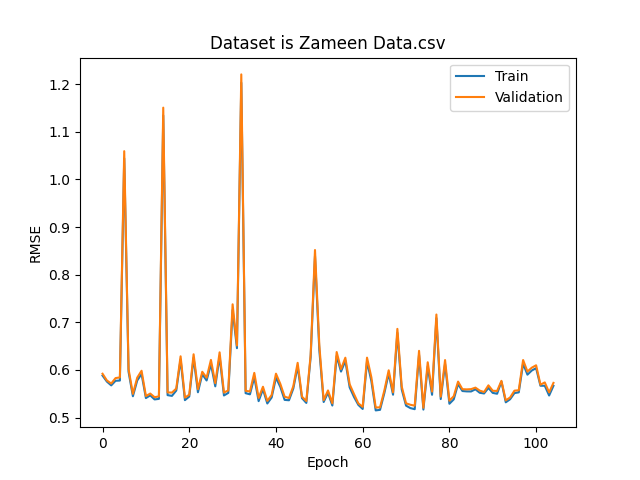 Dataset is Zameen Data.csv
Train
Validation
RMSE
1.2
1.1
1.0
0.9
0.8
0.7
0.6
0.5
0 20 40 60 80 100
Epoch